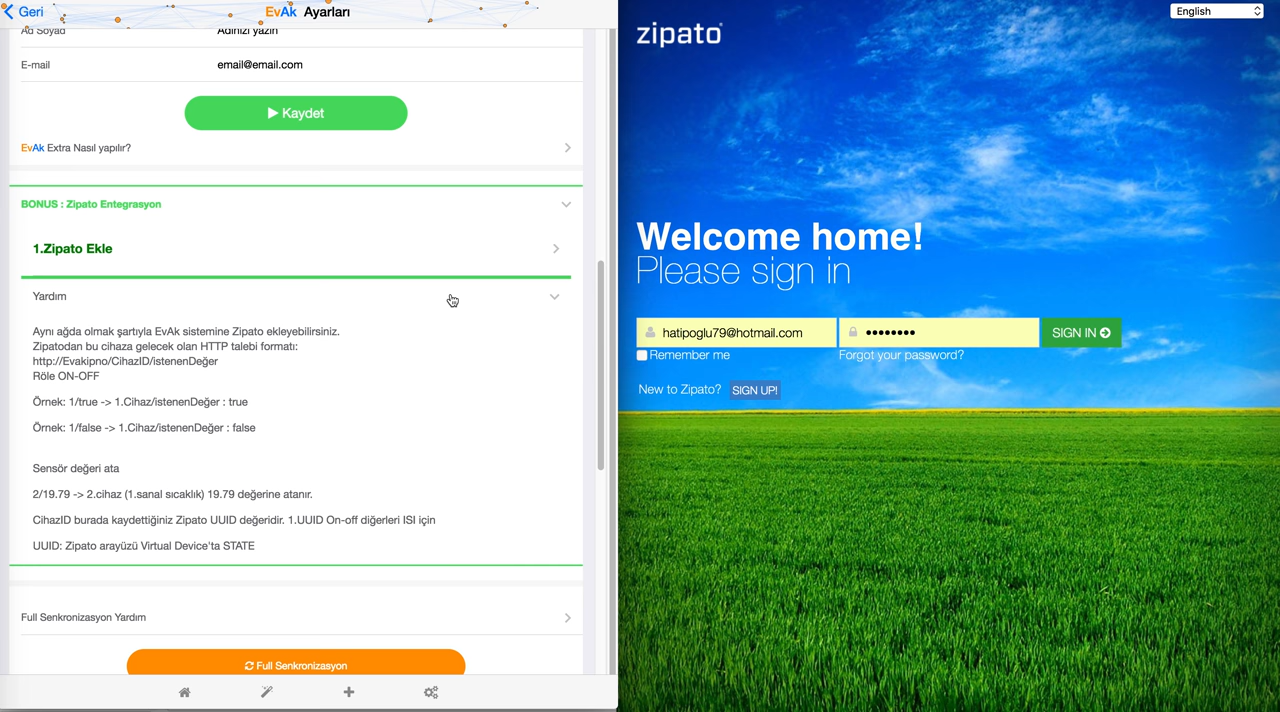 Geri
EvAk Ayarları
Ad Soyad Adınızı yazın
E-mail email@email.com
Kaydet
EvAk Extra Nasıl yapılır?
BONUS : Zipato Entegrasyon
1.Zipato Ekle
Yardım
Aynı ağda olmak şartıyla EvAk sistemine Zipato ekleyebilirsiniz.
Zipatodan bu cihaza gelecek olan HTTP talebi formatı:
http://Evakipno/CihazID/istenenDeğer
Röle ON-OFF
Örnek: 1/true -> 1.Cihaz/istenenDeğer : true
Örnek: 1/false -> 1.Cihaz/istenenDeğer : false
Sensör değeri ata
2/19.79 -> 2.cihaz (1.sanal sıcaklık) 19.79 değerine atanır.
CihazID burada kaydettiğiniz Zipato UUID değeridir. 1.UUID On-off diğerleri ISI için
UUID: Zipato arayüzü Virtual Device'ta STATE
Full Senkronizasyon Yardım
Full Senkronizasyon
English
zipato
Welcome home!
Please sign in
hatipoglu79@hotmail.com ●●●●●●●● SIGN IN
Remember me Forgot your password?
New to Zipato? SIGN UP!